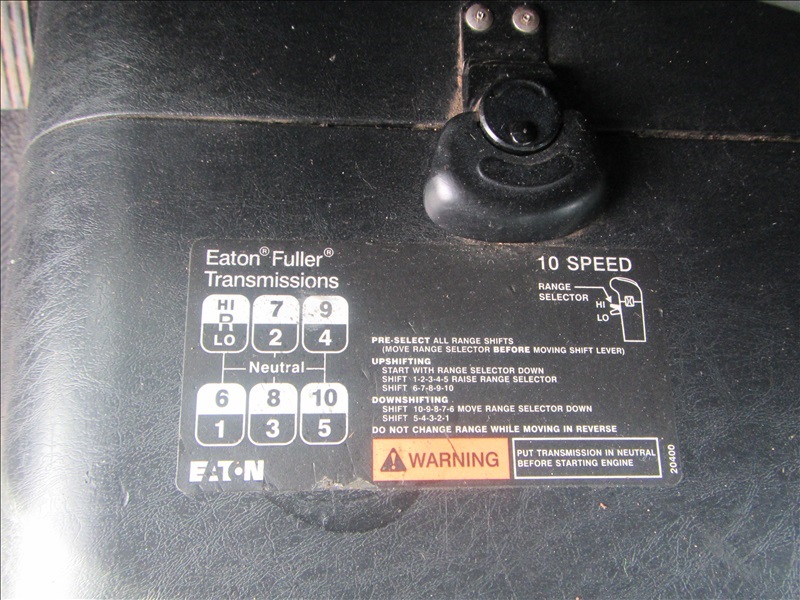 Eaton® Fuller®
Transmissions
10 SPEED
RANGE
SELECTOR
HI
LO
HI 7 9
R
LO 2 4
Neutral
6 8 10
1 3 5
PRE-SELECT ALL RANGE SHIFTS
(MOVE RANGE SELECTOR BEFORE MOVING SHIFT LEVER)
UPSHIFTING
START WITH RANGE SELECTOR DOWN
SHIFT 1-2-3-4-5 RAISE RANGE SELECTOR
SHIFT 6-7-8-9-10
DOWNSHIFTING
SHIFT 10-9-8-7-6 MOVE RANGE SELECTOR DOWN
SHIFT 5-4-3-2-1
DO NOT CHANGE RANGE WHILE MOVING IN REVERSE
WARNING
PUT TRANSMISSION IN NEUTRAL
BEFORE STARTING ENGINE
20400
EATON